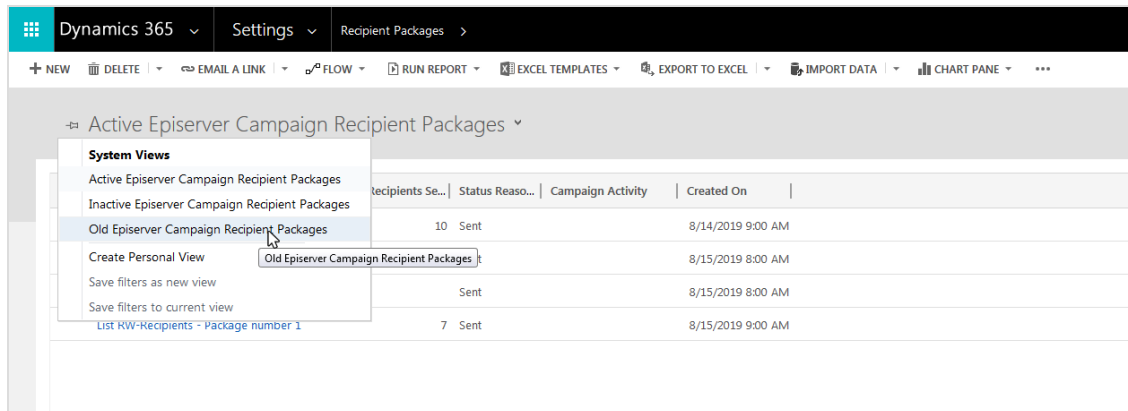 Dynamics 365 Settings Recipient Packages
NEW DELETE EMAIL A LINK FLOW RUN REPORT EXCEL TEMPLATES EXPORT TO EXCEL IMPORT DATA CHART PANE ...
Active Episerver Campaign Recipient Packages
System Views
Active Episerver Campaign Recipient Packages
Inactive Episerver Campaign Recipient Packages
Old Episerver Campaign Recipient Packages
Create Personal View
Save filters as new view
Save filters to current view
Old Episerver Campaign Recipient Packages
Recipients Se... Status Reaso... Campaign Activity Created On
10 Sent 8/14/2019 9:00 AM
8/15/2019 8:00 AM
Sent 8/15/2019 8:00 AM
List RW-Recipients - Package number 1 7 Sent 8/15/2019 9:00 AM